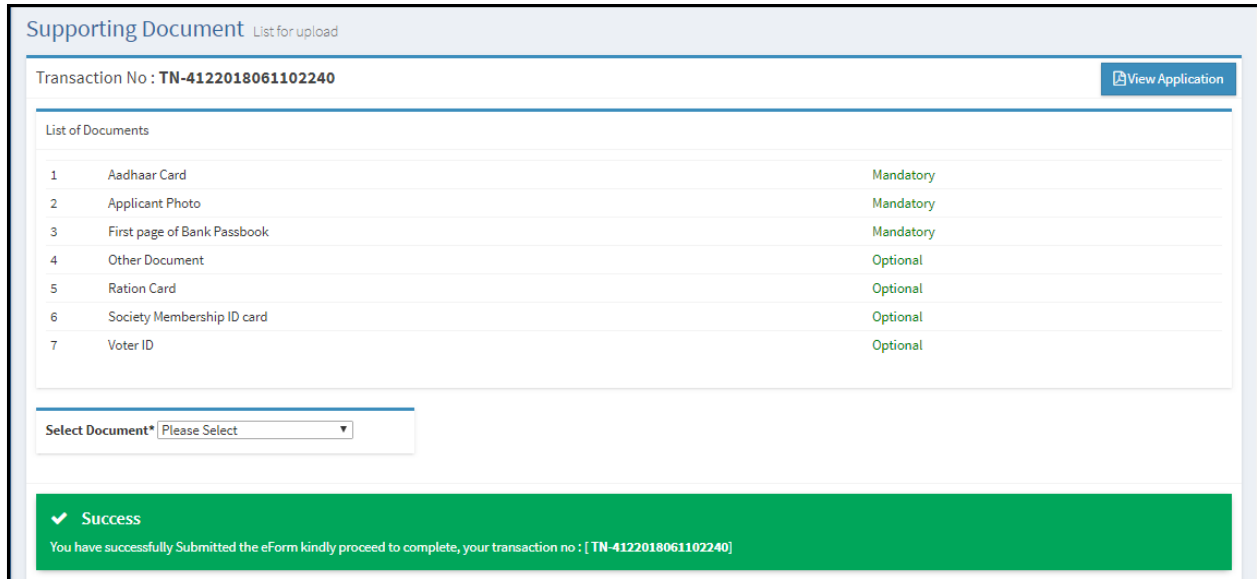 Supporting Document List for upload
Transaction No : TN-4122018061102240 View Application
List of Documents
1 Aadhaar Card Mandatory
2 Applicant Photo Mandatory
3 First page of Bank Passbook Mandatory
4 Other Document Optional
5 Ration Card Optional
6 Society Membership ID card Optional
7 Voter ID Optional
Select Document* Please Select
Success
You have successfully Submitted the eForm kindly proceed to complete, your transaction no : [ TN-4122018061102240]